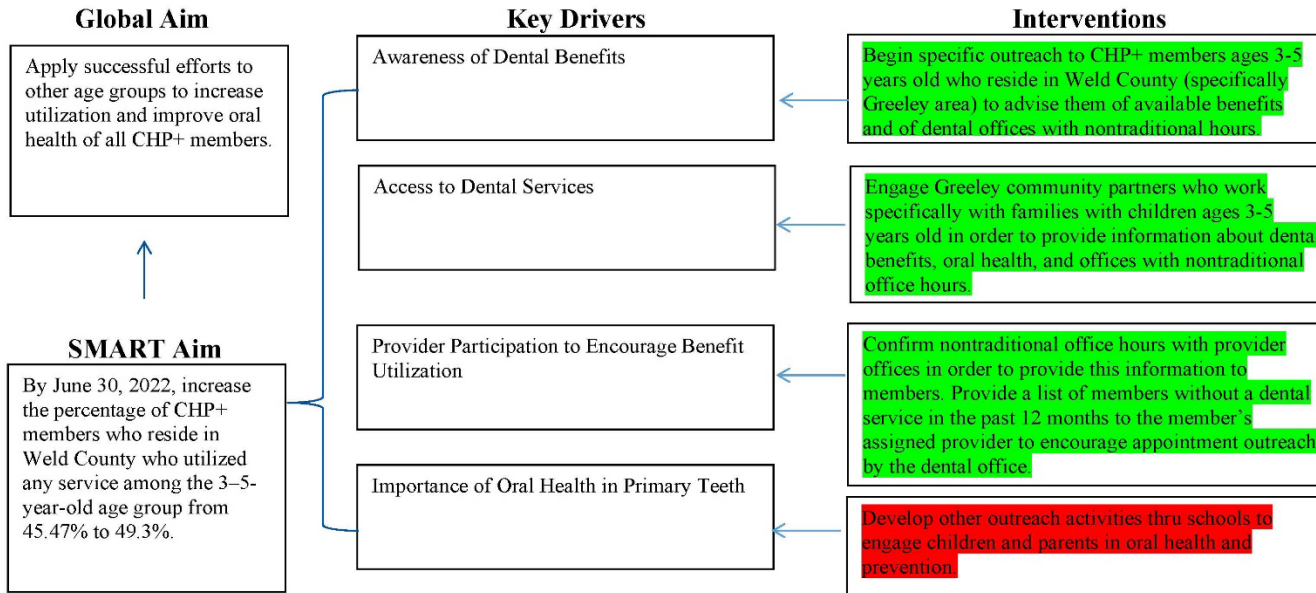 Global Aim
Apply successful efforts to
other age groups to increase
utilization and improve oral
health of all CHP+ members.
SMART Aim
By June 30, 2022, increase
the percentage of CHP+
members who reside in
Weld County who utilized
any service among the 3–5-
year-old age group from
45.47% to 49.3%.
Key Drivers
Awareness of Dental Benefits
Access to Dental Services
Provider Participation to Encourage Benefit
Utilization
Importance of Oral Health in Primary Teeth
Interventions
Begin specific outreach to CHP+ members ages 3-5
years old who reside in Weld County (specifically
Greeley area) to advise them of available benefits
and of dental offices with nontraditional hours.
Engage Greeley community partners who work
specifically with families with children ages 3-5
years old in order to provide information about denta
benefits, oral health, and offices with nontraditional
office hours.
Confirm nontraditional office hours with provider
offices in order to provide this information to
members. Provide a list of members without a dental
service in the past 12 months to the member’s
assigned provider to encourage appointment outreach
by the dental office.
Develop other outreach activities thru schools to
engage children and parents in oral health and
prevention.